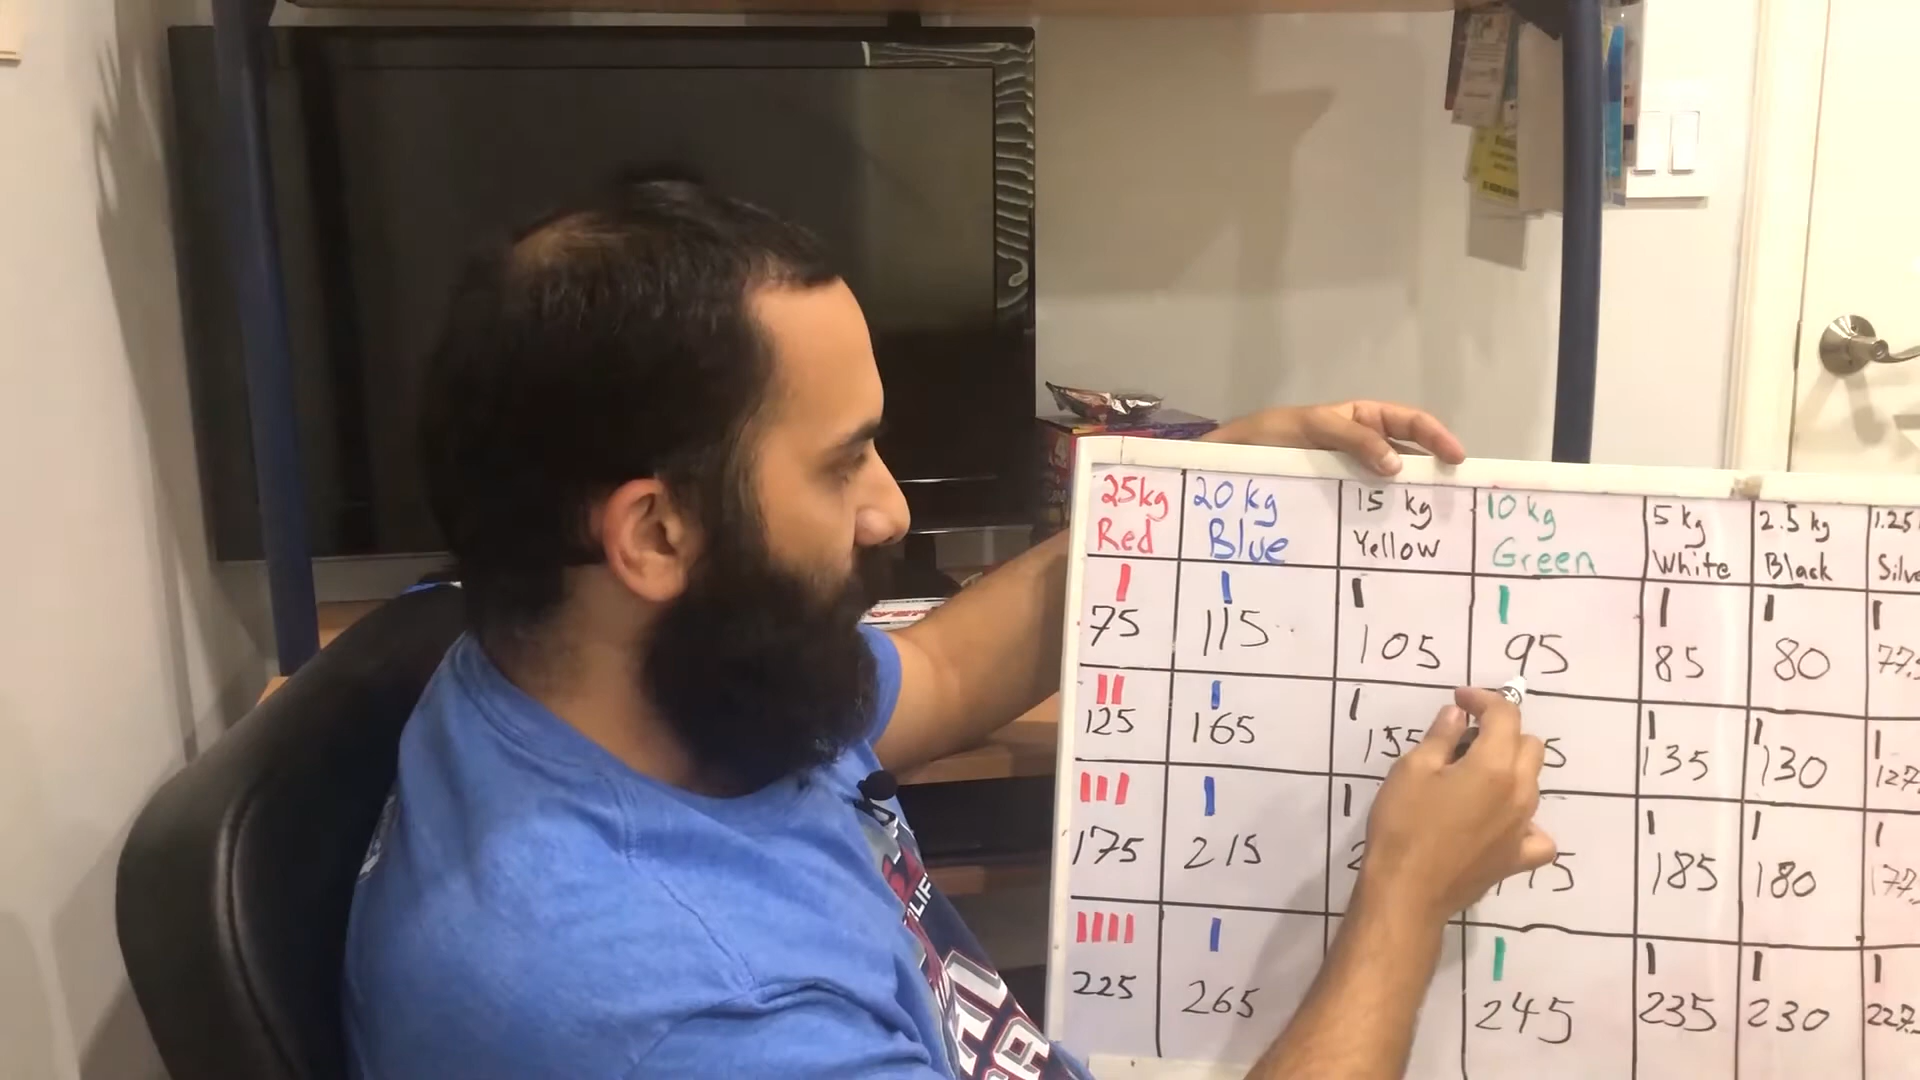 25kg 20 kg 15 kg 10 kg 5 kg 2.5 kg 1.25
Red Blue Yellow Green White Black
75 115 105 95 85 80
125 165 155 135 130
175 215 185 180
225 265 245 235 230